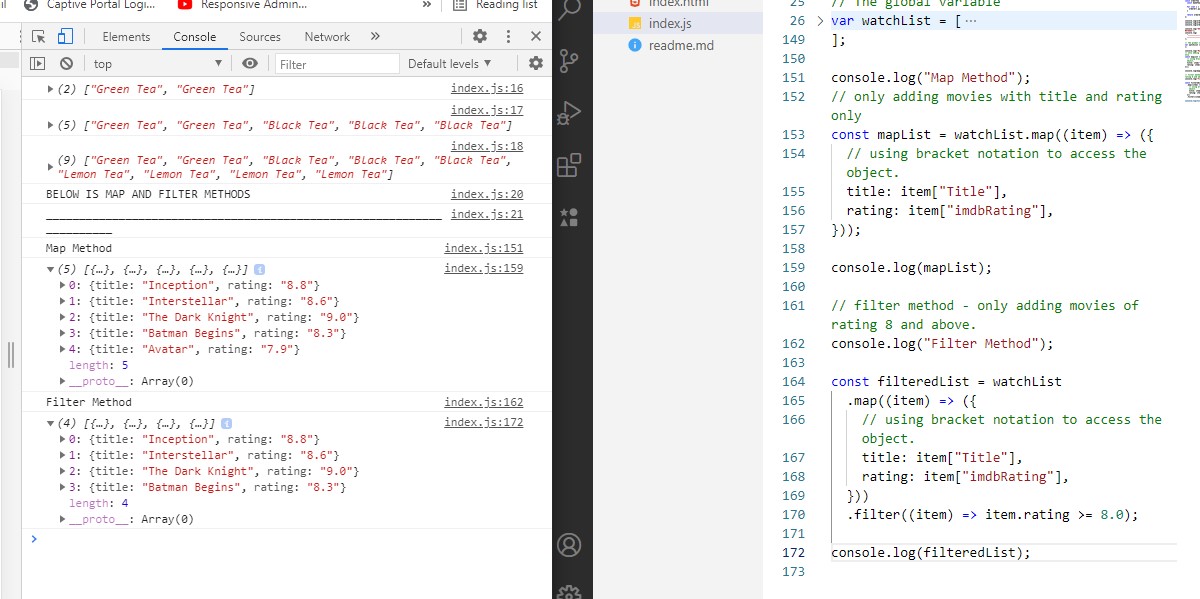 Captive Portal Logi...
Responsive Admin...
»
Reading list
Elements
Console
Sources
Network
»
top
Filter
Default levels
(2) ["Green Tea", "Green Tea"]
index.js:16
index.js:17
(5) ["Green Tea", "Green Tea", "Black Tea", "Black Tea", "Black Tea"]
index.js:18
(9) ["Green Tea", "Green Tea", "Black Tea", "Black Tea", "Black Tea",
"Lemon Tea", "Lemon Tea", "Lemon Tea", "Lemon Tea"]
BELOW IS MAP AND FILTER METHODS
index.js:20
index.js:21
Map Method
index.js:151
(5) [{…}, {…}, {…}, {…}, {…}]
index.js:159
0: {title: "Inception", rating: "8.8"}
1: {title: "Interstellar", rating: "8.6"}
2: {title: "The Dark Knight", rating: "9.0"}
3: {title: "Batman Begins", rating: "8.3"}
4: {title: "Avatar", rating: "7.9"}
length: 5
__proto__: Array(0)
Filter Method
index.js:162
(4) [{…}, {…}, {…}, {…}]
index.js:172
0: {title: "Inception", rating: "8.8"}
1: {title: "Interstellar", rating: "8.6"}
2: {title: "The Dark Knight", rating: "9.0"}
3: {title: "Batman Begins", rating: "8.3"}
length: 4
__proto__: Array(0)
index.html
index.js
readme.md
25 // The global variable
26 var watchList = [ ···
149 ];
150
151 console.log("Map Method");
152 // only adding movies with title and rating
only
153 const mapList = watchList.map((item) => ({
154 // using bracket notation to access the
object.
155 title: item["Title"],
156 rating: item["imdbRating"],
157 }));
158
159 console.log(mapList);
160
161 // filter method - only adding movies of
rating 8 and above.
162 console.log("Filter Method");
163
164 const filteredList = watchList
165 .map((item) => ({
166 // using bracket notation to access the
object.
167 title: item["Title"],
168 rating: item["imdbRating"],
169 }))
170 .filter((item) => item.rating >= 8.0);
171
172 console.log(filteredList);
173